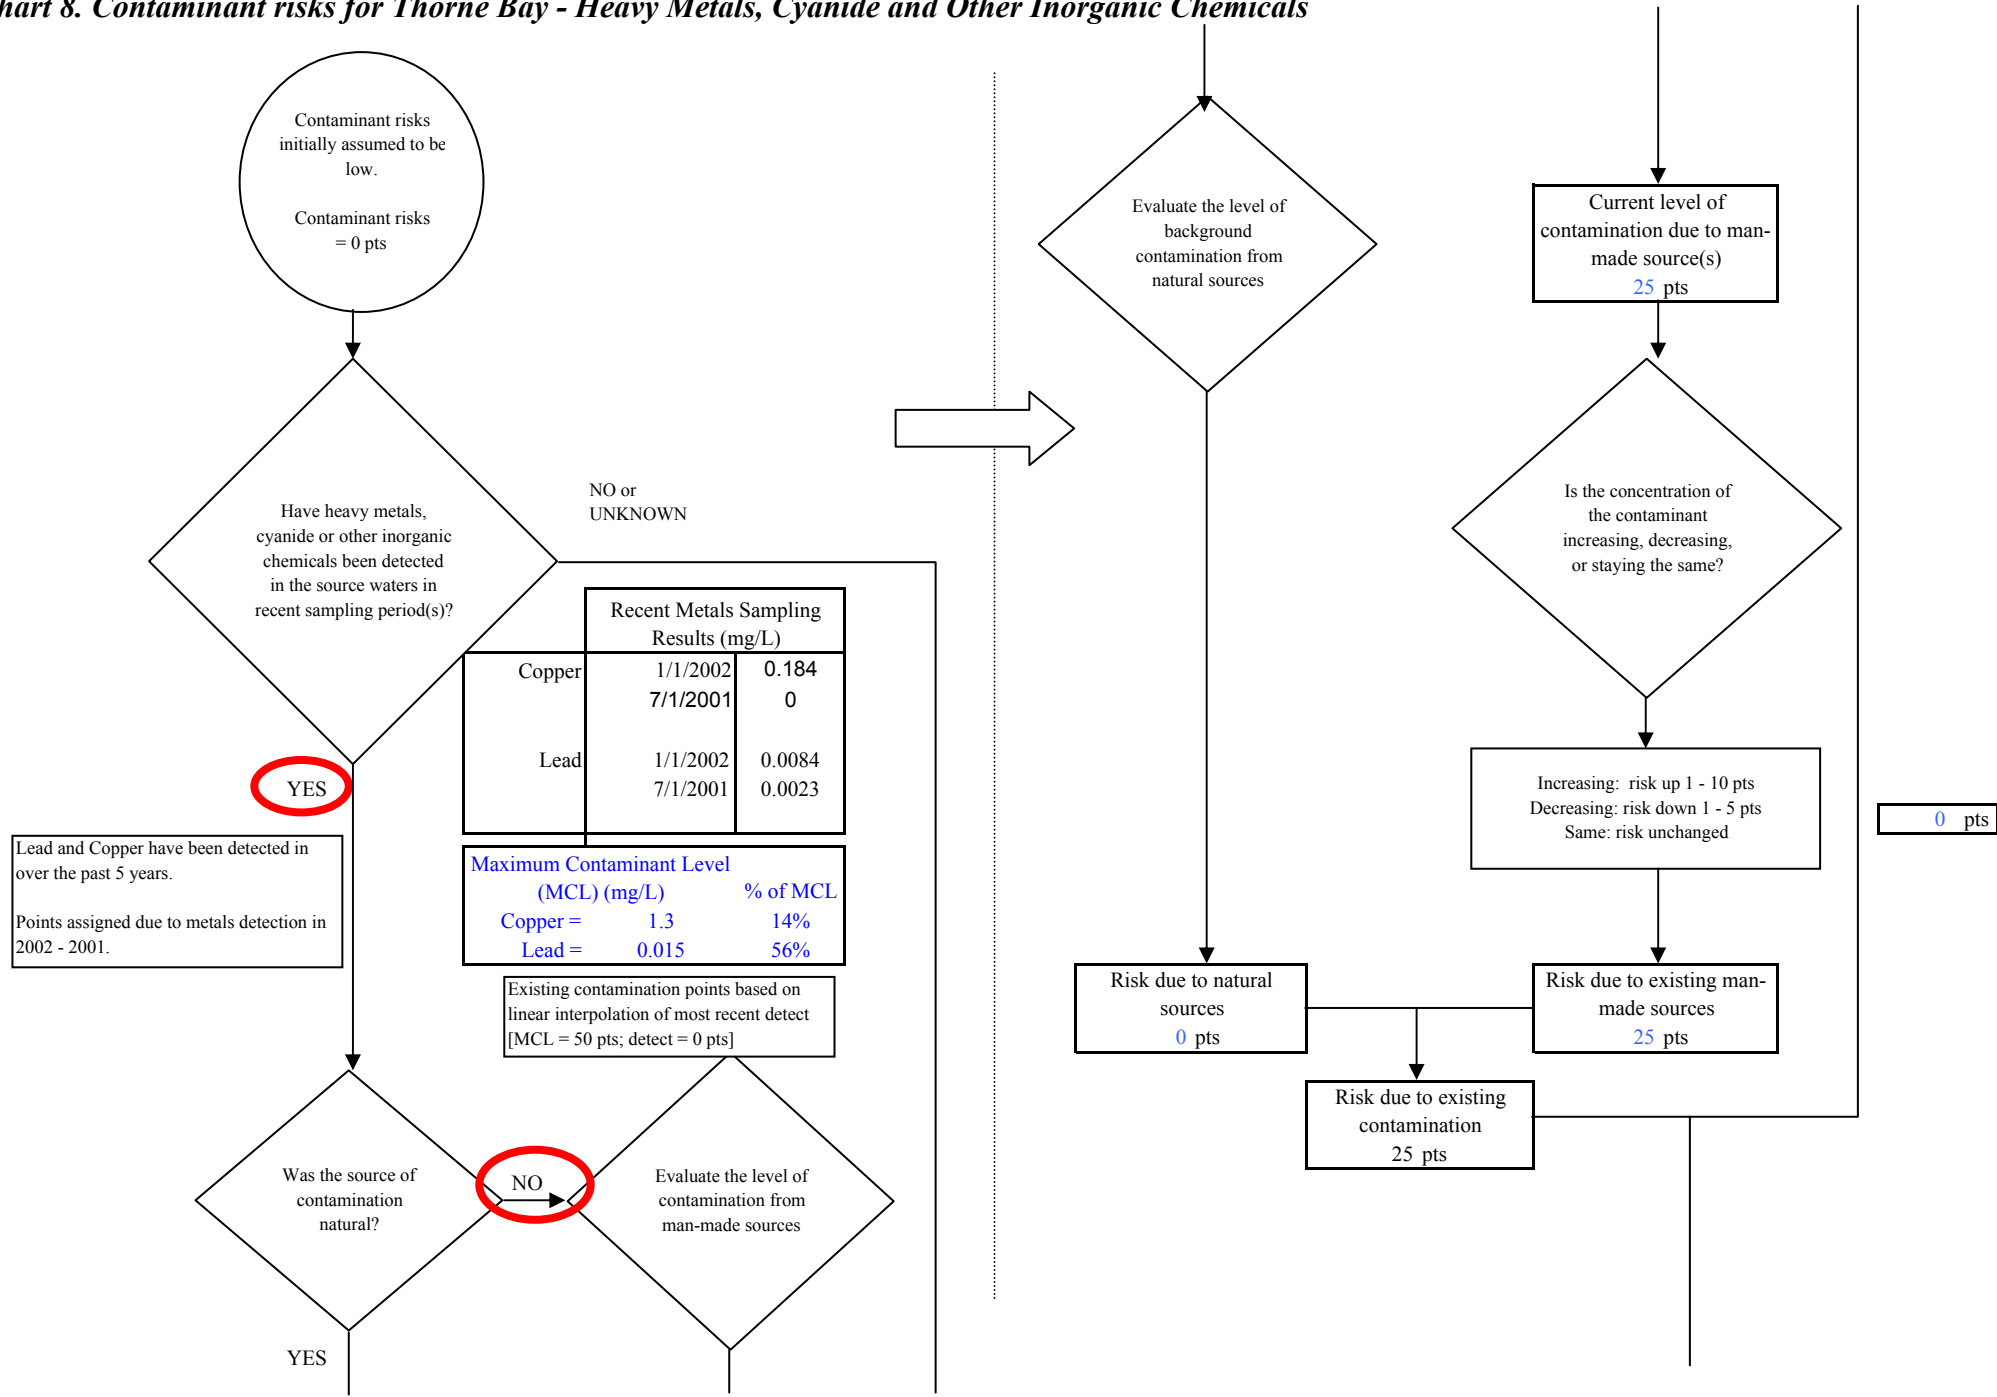 hart 8. Contaminant risks for Thorne Bay - Heavy Metals, Cyanide and Other Inorganic Chemicals
Contaminant risks
initially assumed to be
low.
Contaminant risks
= 0 pts
Have heavy metals,
cyanide or other inorganic
chemicals been detected
in the source waters in
recent sampling period(s)?
NO or
UNKNOWN
YES
Recent Metals Sampling
Results (mg/L)
Copper 1/1/2002 0.184
7/1/2001 0
Lead 1/1/2002 0.0084
7/1/2001 0.0023
Lead and Copper have been detected in
over the past 5 years.
Points assigned due to metals detection in
2002 - 2001.
Maximum Contaminant Level
(MCL) (mg/L) % of MCL
Copper = 1.3 14%
Lead = 0.015 56%
Existing contamination points based on
linear interpolation of most recent detect
[MCL = 50 pts; detect = 0 pts]
Was the source of
contamination
natural?
NO
YES
Evaluate the level of
contamination from
man-made sources
Evaluate the level of
background
contamination from
natural sources
Current level of
contamination due to man-
made source(s)
25 pts
Is the concentration of
the contaminant
increasing, decreasing,
or staying the same?
Increasing: risk up 1 - 10 pts
Decreasing: risk down 1 - 5 pts
Same: risk unchanged
0 pts
Risk due to natural
sources
0 pts
Risk due to existing man-
made sources
25 pts
Risk due to existing
contamination
25 pts